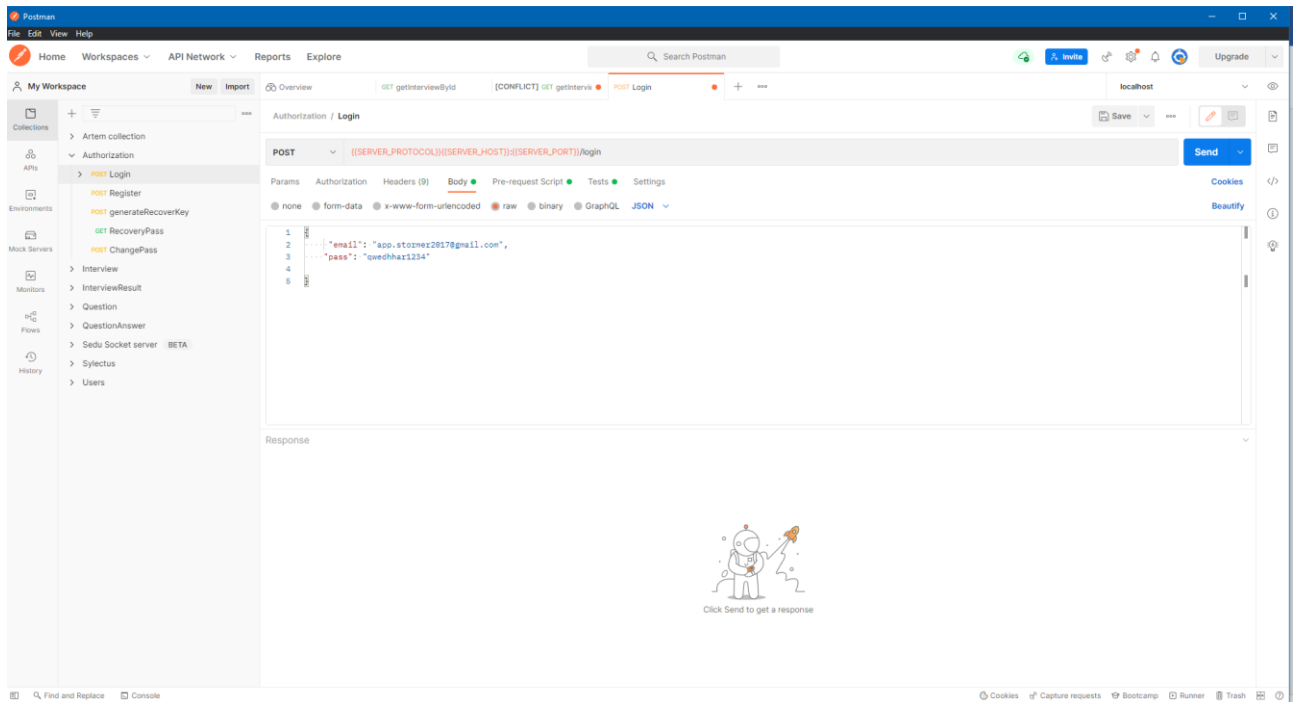 Postman
File Edit View Help
Home Workspaces API Network Reports Explore Search Postman Invite Upgrade
My Workspace New Import Overview GET getInterviewById [CONFLICT] GET getIntervie POST Login localhost
Collections
APIs
Environments
Mock Servers
Monitors
Flows
History
Artem collection
Authorization
POST Login
POST Register
POST generateRecoverKey
GET RecoveryPass
POST ChangePass
Interview
InterviewResult
Question
QuestionAnswer
Sedu Socket server BETA
Sylectus
Users
Authorization / Login Save
POST {{SERVER_PROTOCOL}}{{SERVER_HOST}}:{{SERVER_PORT}}/login Send
Params Authorization Headers (9) Body Pre-request Script Tests Settings Cookies
none form-data x-www-form-urlencoded raw binary GraphQL JSON Beautify
1 {
2 "email": "app.stormer2017@gmail.com",
3 "pass": "qwedhhar1234"
4
5 }
Response
Click Send to get a response
Find and Replace Console Cookies Capture requests Bootcamp Runner Trash